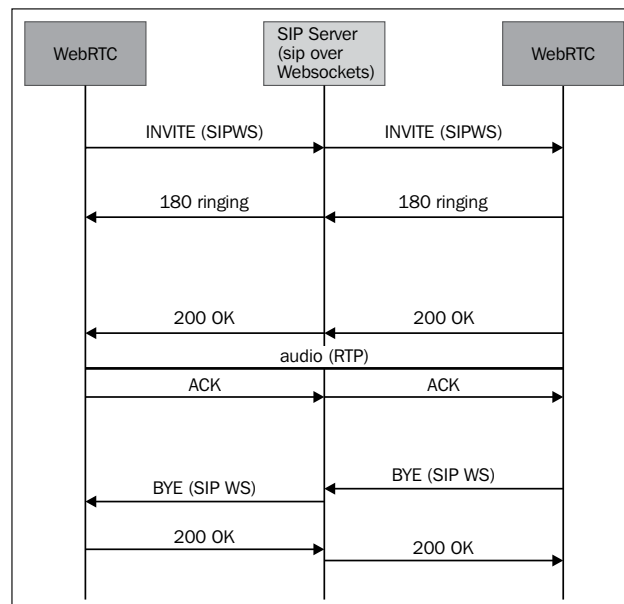 WebRTC
SIP Server
(sip over
Websockets)
WebRTC
INVITE (SIPWS)
INVITE (SIPWS)
180 ringing
180 ringing
200 OK
200 OK
audio (RTP)
ACK
ACK
BYE (SIP WS)
BYE (SIP WS)
200 OK
200 OK